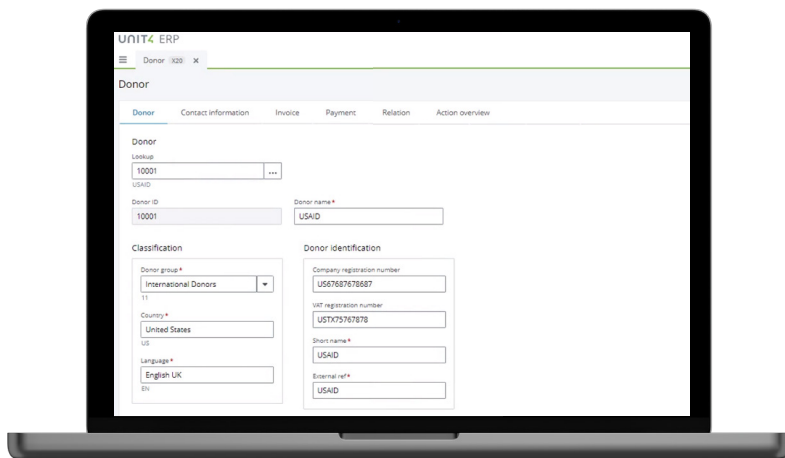 UNIT4 ERP
Donor X20 ×
Donor
Donor Contact information Invoice Payment Relation Action overview
Donor
Lookup
10001 ...
USAID
Donor ID Donor name *
10001 USAID
Classification Donor identification
Donor group * Company registration number
International Donors US67687678687
11 VAT registration number
Country * USTX75767878
United States
US Short name *
Language * USAID
English UK External ref *
EN USAID